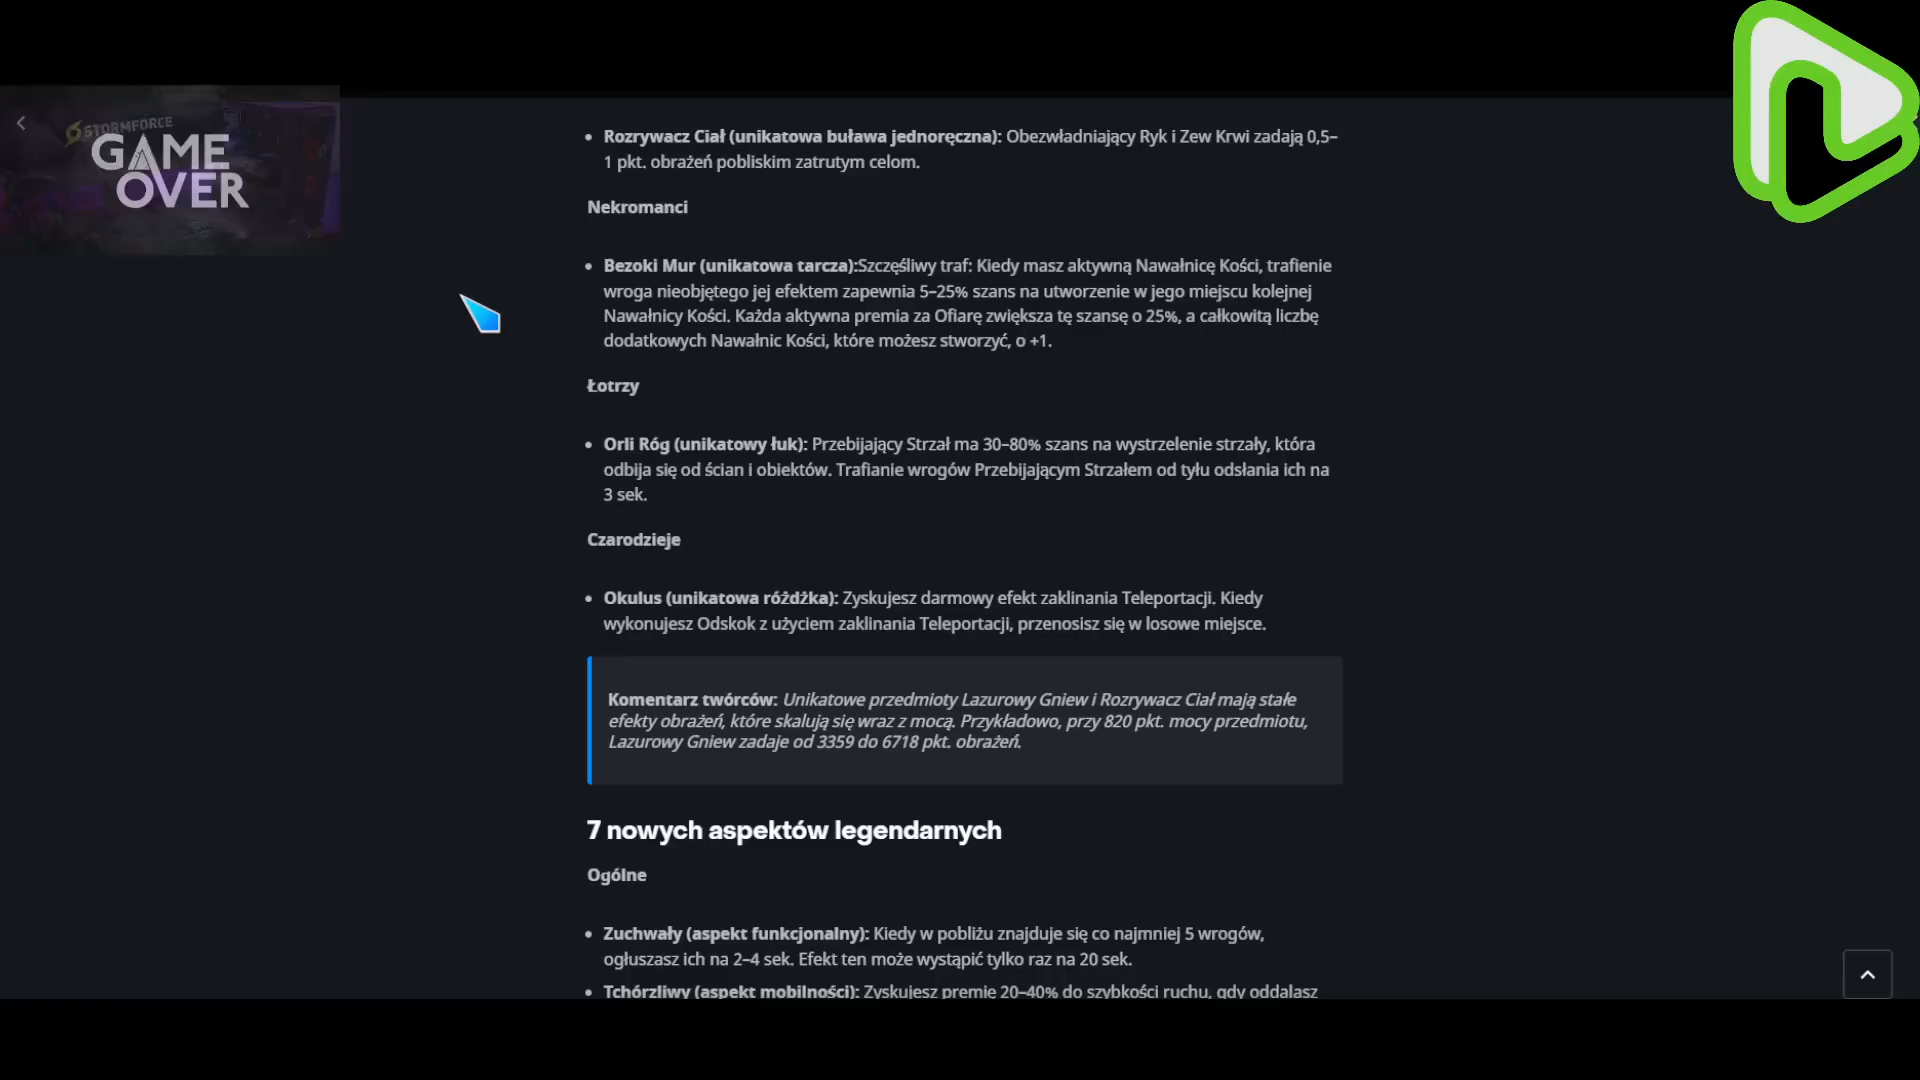 STORMFORCE
GAME
OVER
Rozrywacz Ciał (unikatowa buława jednoręczna): Obezwładniający Ryk i Zew Krwi zadają 0,5–
1 pkt. obrażeń pobliskim zatrutym celom.
Nekromanci
Bezoki Mur (unikatowa tarcza):Szczęśliwy traf: Kiedy masz aktywną Nawałnicę Kości, trafienie
wroga nieobjętego jej efektem zapewnia 5–25% szans na utworzenie w jego miejscu kolejnej
Nawałnicy Kości. Każda aktywna premia za Ofiarę zwiększa tę szansę o 25%, a całkowitą liczbę
dodatkowych Nawałnic Kości, które możesz stworzyć, o +1.
Łotrzy
Orli Róg (unikatowy łuk): Przebijający Strzał ma 30–80% szans na wystrzelenie strzały, która
odbija się od ścian i obiektów. Trafianie wrogów Przebijającym Strzałem od tyłu odsłania ich na
3 sek.
Czarodzieje
Okulus (unikatowa różdżka): Zyskujesz darmowy efekt zaklinania Teleportacji. Kiedy
wykonujesz Odskok z użyciem zaklinania Teleportacji, przenosisz się w losowe miejsce.
Komentarz twórców: Unikatowe przedmioty Lazurowy Gniew i Rozrywacz Ciał mają stałe
efekty obrażeń, które skalują się wraz z mocą. Przykładowo, przy 820 pkt. mocy przedmiotu,
Lazurowy Gniew zadaje od 3359 do 6718 pkt. obrażeń.
7 nowych aspektów legendarnych
Ogólne
Zuchwały (aspekt funkcjonalny): Kiedy w pobliżu znajduje się co najmniej 5 wrogów,
ogłuszasz ich na 2–4 sek. Efekt ten może wystąpić tylko raz na 20 sek.
Tchórzliwy (aspekt mobilności): Zyskujesz premię 20–40% do szybkości ruchu, gdy oddalasz